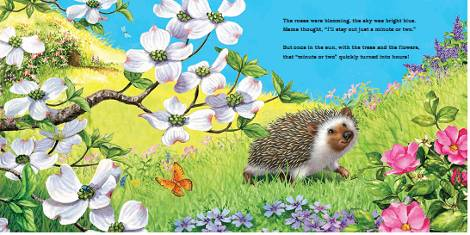 The roses were blooming, the sky was bright blue.
Mama thought, "I'll stay out just a minute or two."
But once in the sun, with the trees and the flowers,
that "minute or two" quickly turned into hours!